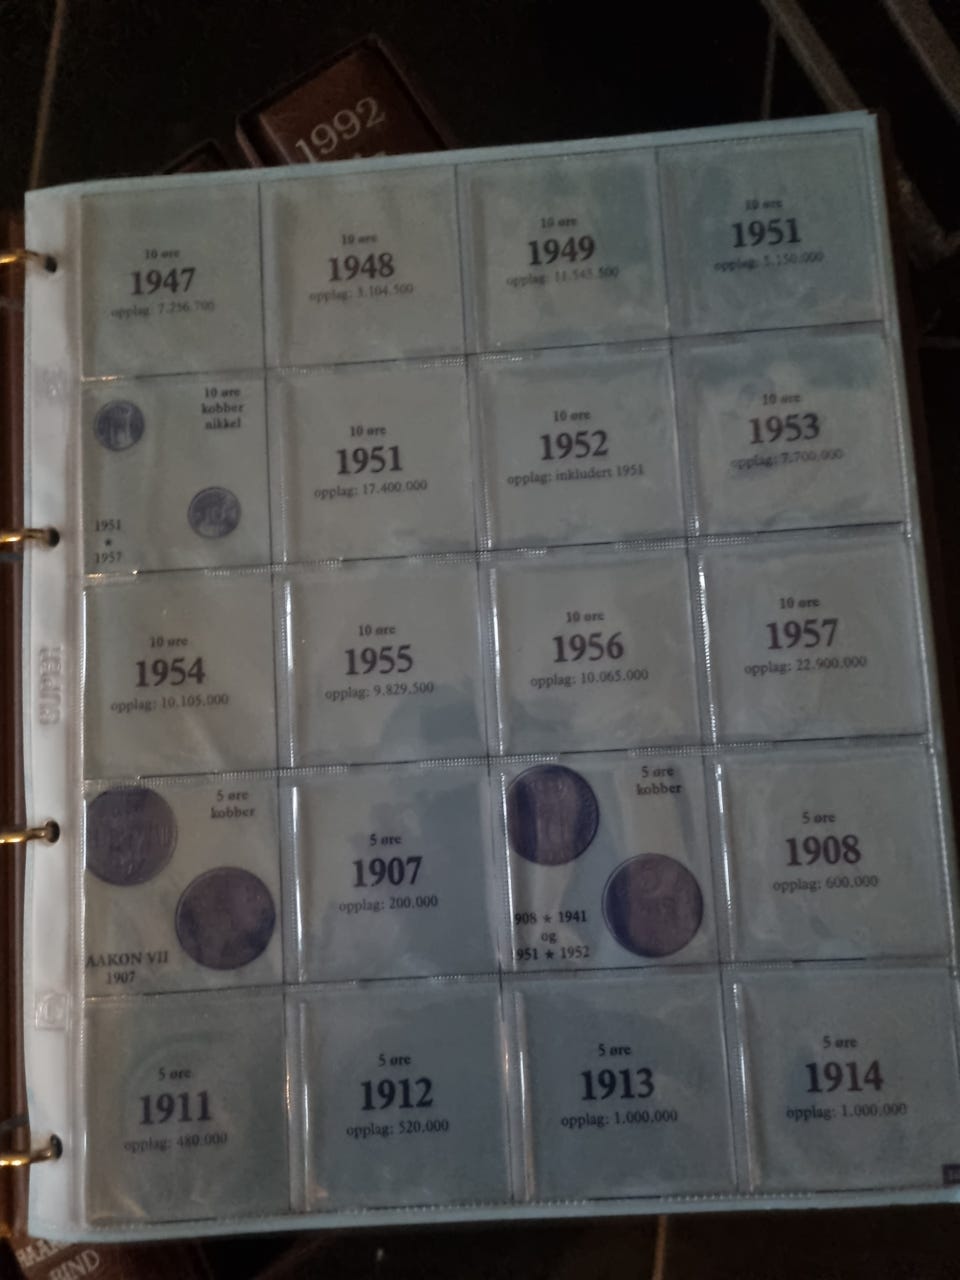 1992
10 øre
1947
opplag: 7.256.700
10 øre
1948
opplag: 3.104.500
10 øre
1949
opplag: 11.545.500
10 øre
1951
opplag: 5.150.000
10 øre
kobber
nikkel
1951
★
1957
10 øre
1951
opplag: 17.400.000
10 øre
1952
opplag: inkludert 1951
10 øre
1953
opplag: 7.700.000
10 øre
1954
opplag: 10.105.000
10 øre
1955
opplag: 9.829.500
10 øre
1956
opplag: 10.065.000
10 øre
1957
opplag: 22.900.000
5 øre
kobber
AAKON VII
1907
5 øre
1907
opplag: 200.000
5 øre
kobber
908 ★ 1941
og
951 ★ 1952
5 øre
1908
opplag: 600.000
5 øre
1911
opplag: 480.000
5 øre
1912
opplag: 520.000
5 øre
1913
opplag: 1.000.000
5 øre
1914
opplag: 1.000.000
BIND